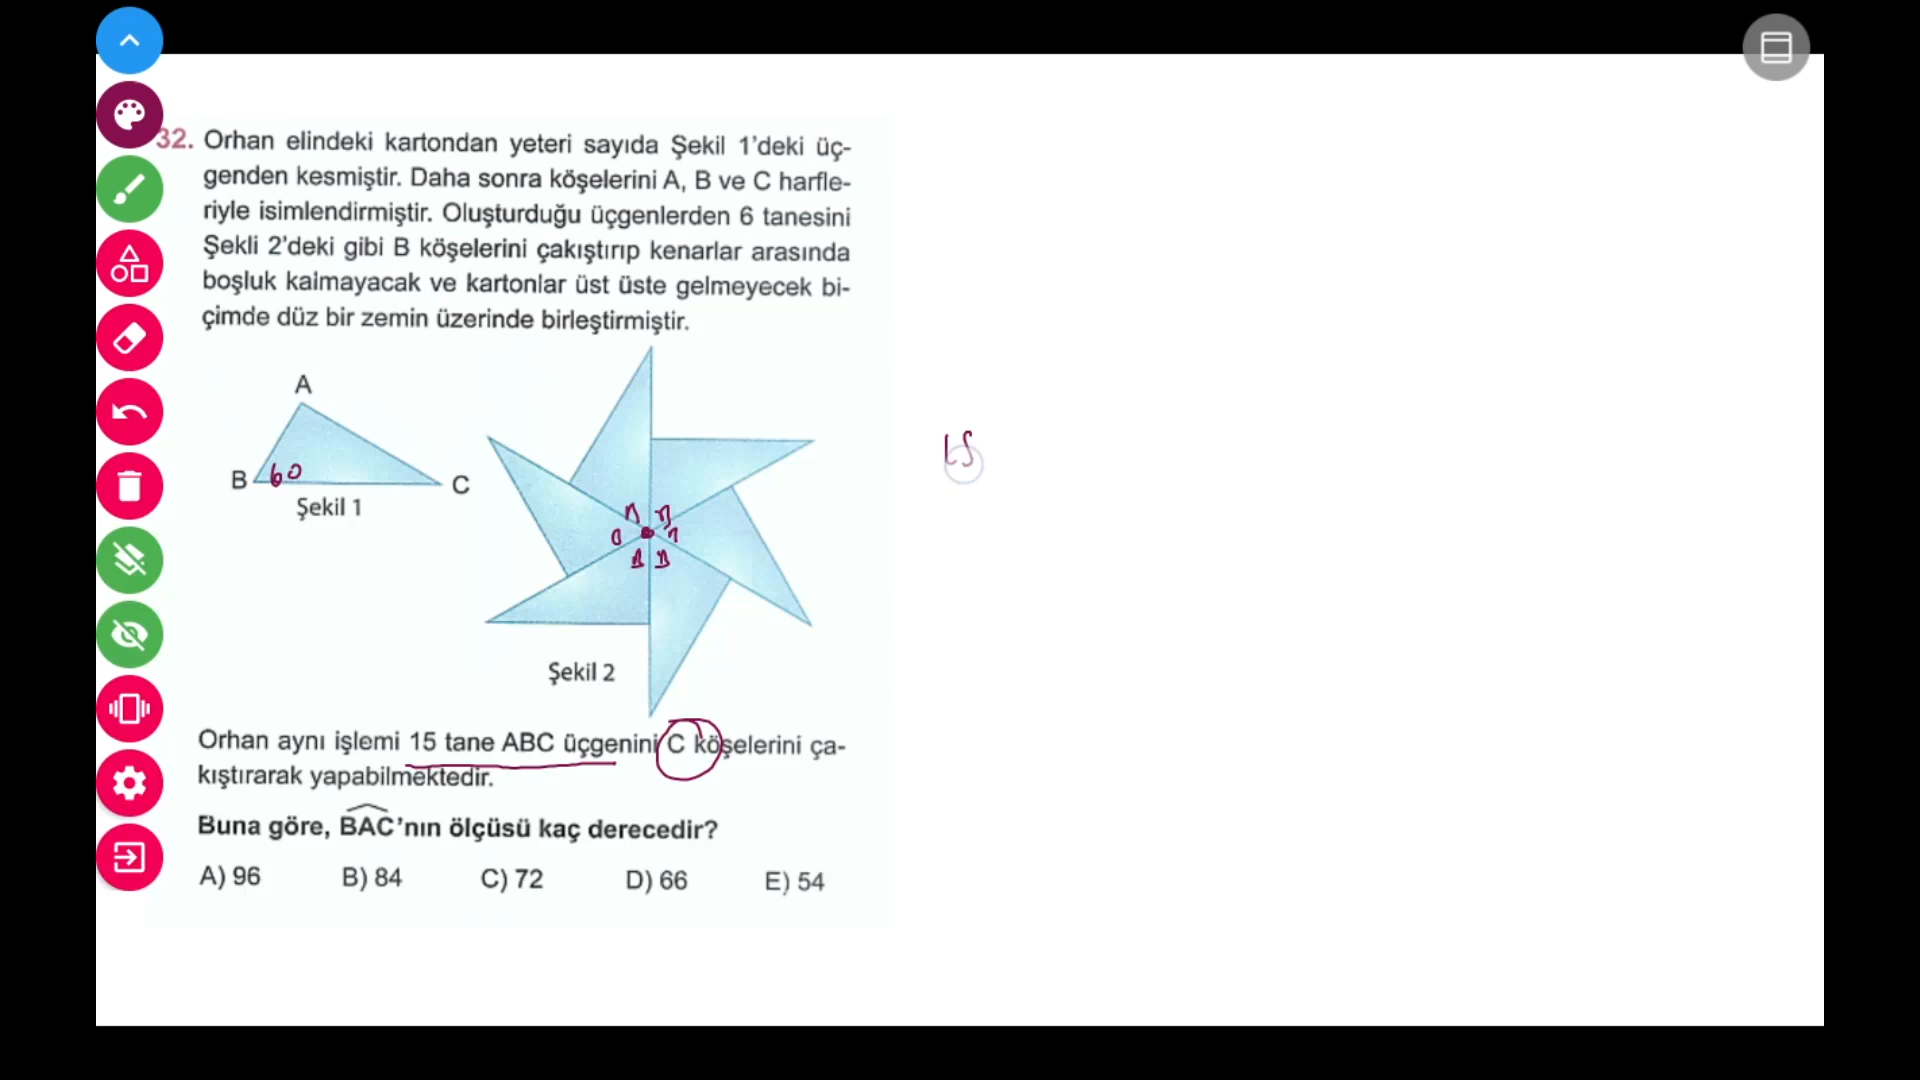 32. Orhan elindeki kartondan yeteri sayıda Şekil 1'deki üç-
genden kesmiştir. Daha sonra köşelerini A, B ve C harfle-
riyle isimlendirmiştir. Oluşturduğu üçgenlerden 6 tanesini
Şekli 2'deki gibi B köşelerini çakıştırıp kenarlar arasında
boşluk kalmayacak ve kartonlar üst üste gelmeyecek bi-
çimde düz bir zemin üzerinde birleştirmiştir.
A
B 60
C
Şekil 1
Şekil 2
15
Orhan aynı işlemi 15 tane ABC üçgenini C köşelerini ça-
kıştırarak yapabilmektedir.
Buna göre, BAC'nın ölçüsü kaç derecedir?
A) 96 B) 84 C) 72 D) 66 E) 54